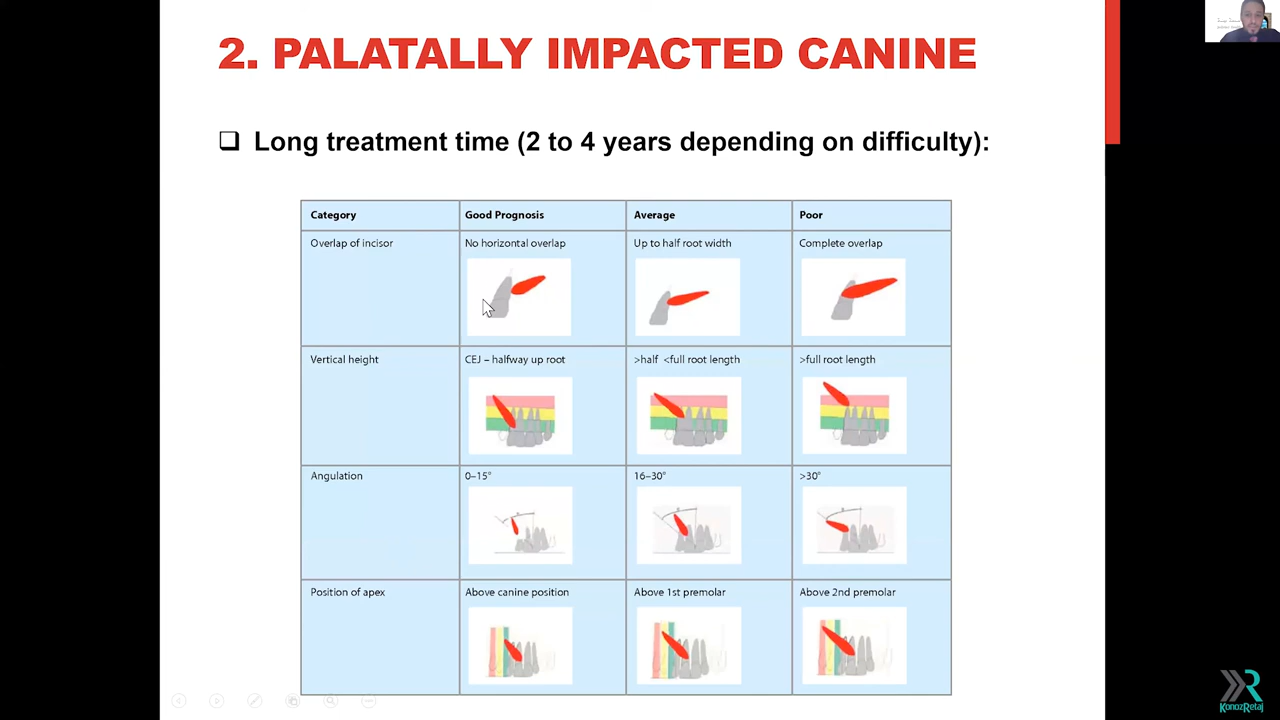 2. PALATALLY IMPACTED CANINE
Long treatment time (2 to 4 years depending on difficulty):
Category Good Prognosis Average Poor
Overlap of incisor No horizontal overlap Up to half root width Complete overlap
Vertical height CEJ – halfway up root >half <full root length >full root length
Angulation 0–15° 16–30° >30°
Position of apex Above canine position Above 1st premolar Above 2nd premolar
KonozRetaj